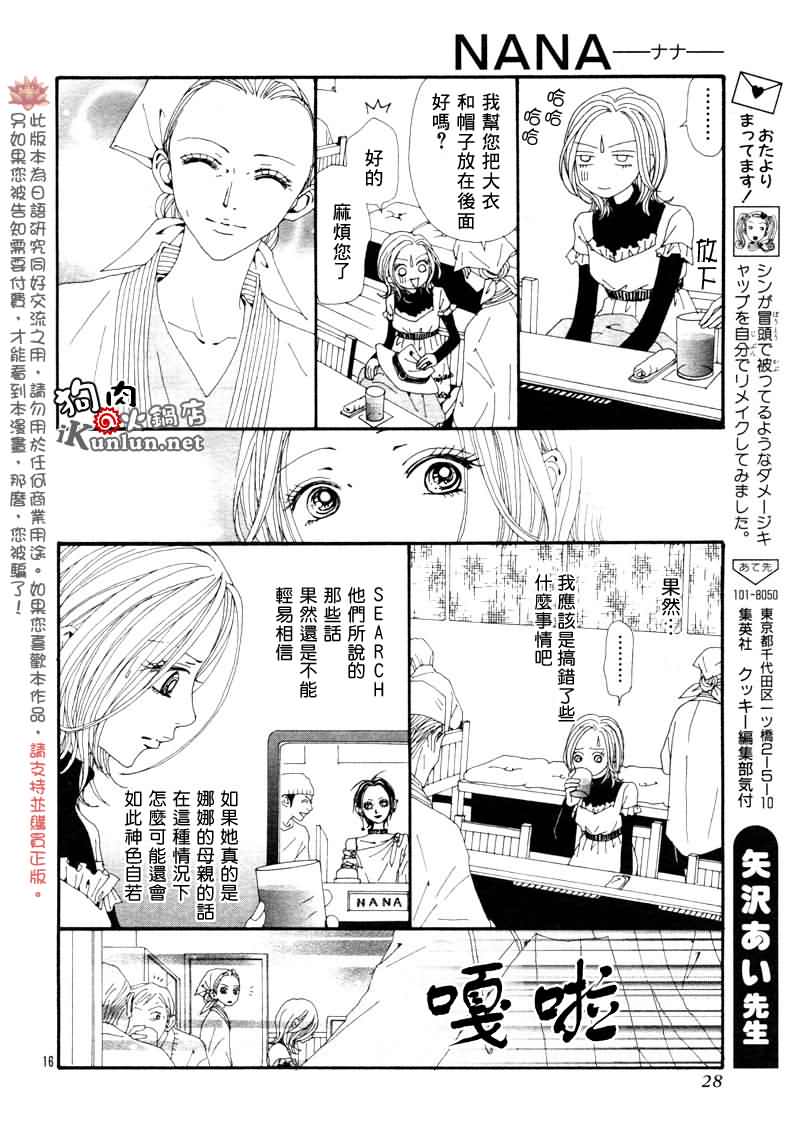 NANA——ナナ——
………
哈哈
哈哈
放下
我幫您把大衣
和帽子放在後面
好嗎？
好的
麻煩您了
果然…
………
我應該是搞錯了些
什麼事情吧
SEARCH
他們所說的
那些話
果然還是不能
輕易相信
如果她真的是
娜娜的母親的話
在這種情況下
怎麼可能還會
如此神色自若
NANA
嘎啦
16
28
おたより
まってます！
シンが冒頭で被ってるようなダメージキ
ャップを自分でリメイクしてみました。
あて先
101-8050
東京都千代田区一ツ橋2-5-10
集英社 クッキー編集部気付
矢沢あい先生
狗肉
火鍋店
iKunlun.net
此版本為日語研究同好交流之用，請勿用於任何商業用途。如果您喜歡本作品，請支持並購買正版。
另如果您被告知需要付費，才能看到本漫畫，那麼，您被騙了！